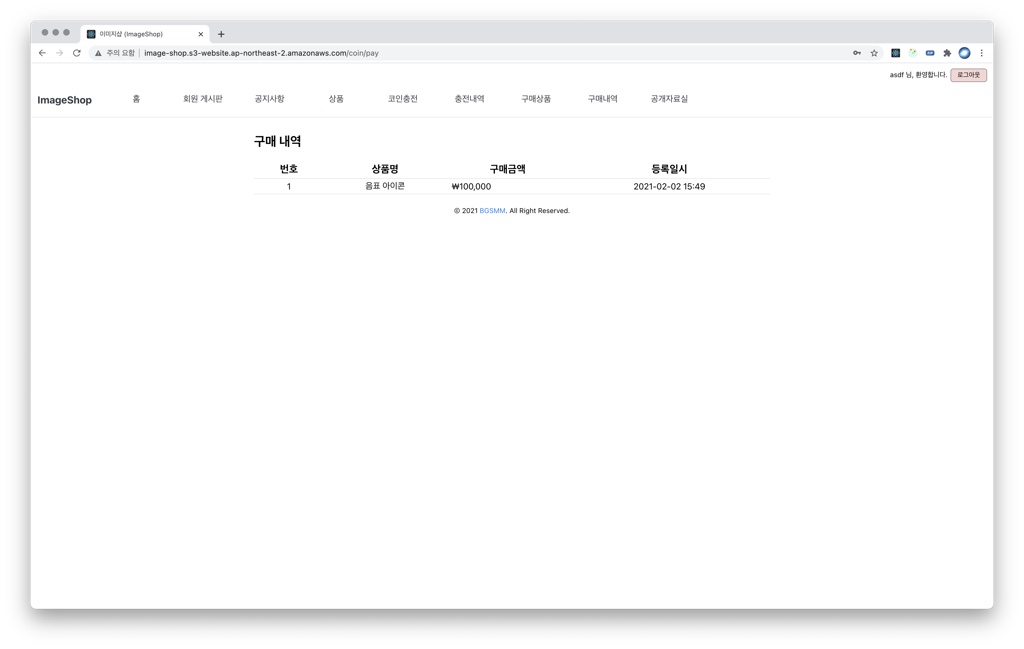 이미지샵 (ImageShop)
주의 요함 image-shop.s3-website.ap-northeast-2.amazonaws.com/coin/pay
asdf 님, 환영합니다. 로그아웃
ImageShop 홈 회원 게시판 공지사항 상품 코인충전 충전내역 구매상품 구매내역 공개자료실
구매 내역
번호 상품명 구매금액 등록일시
1 음표 아이콘 ₩100,000 2021-02-02 15:49
© 2021 BGSMM. All Right Reserved.